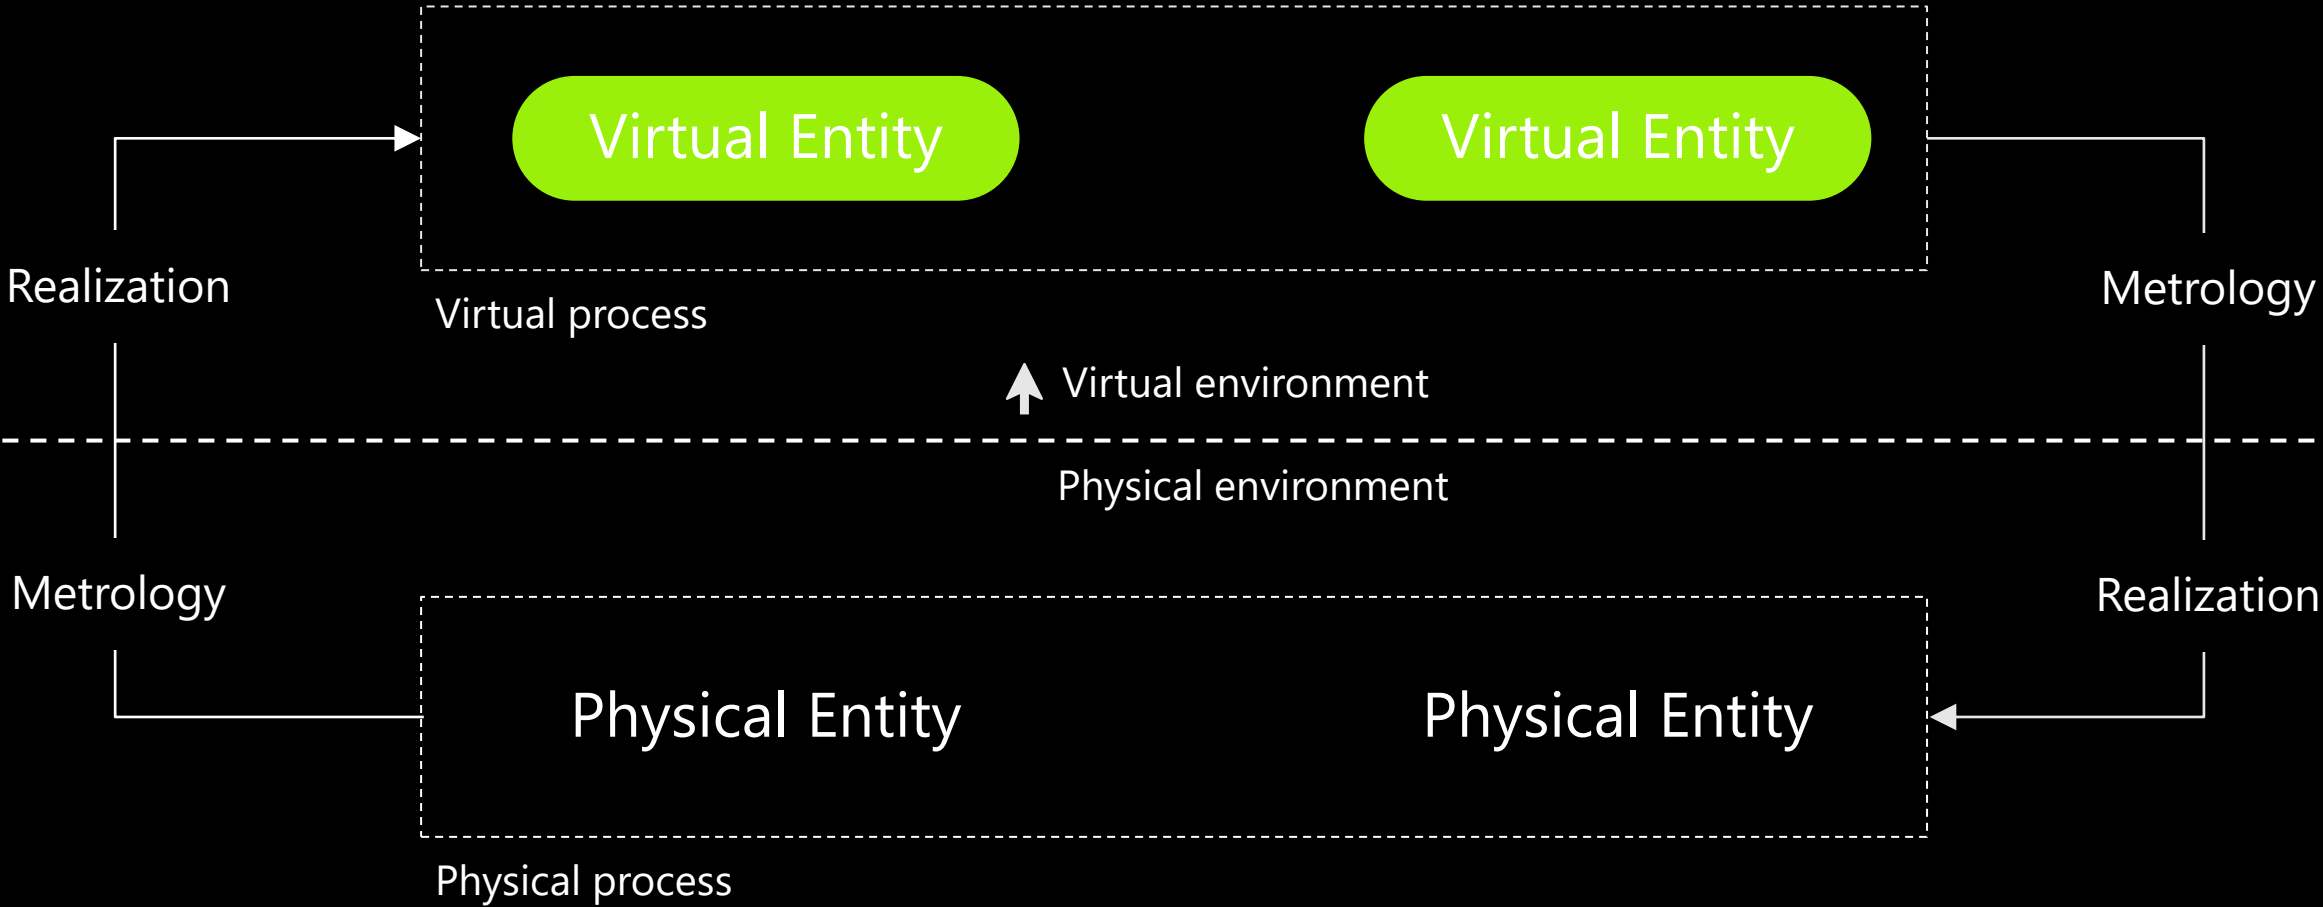 Virtual Entity
Virtual Entity
Realization
Metrology
Virtual process
Virtual environment
Physical environment
Metrology
Realization
Physical Entity
Physical Entity
Physical process